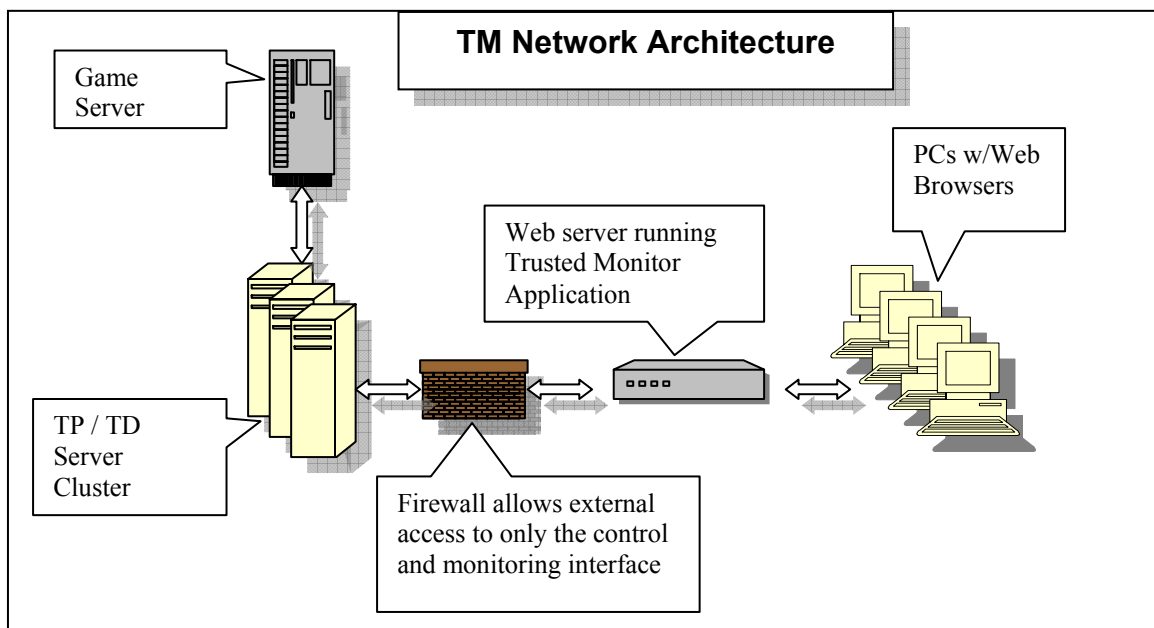 TM Network Architecture
Game
Server
PCs w/Web
Browsers
Web server running
Trusted Monitor
Application
TP / TD
Server
Cluster
Firewall allows external
access to only the control
and monitoring interface